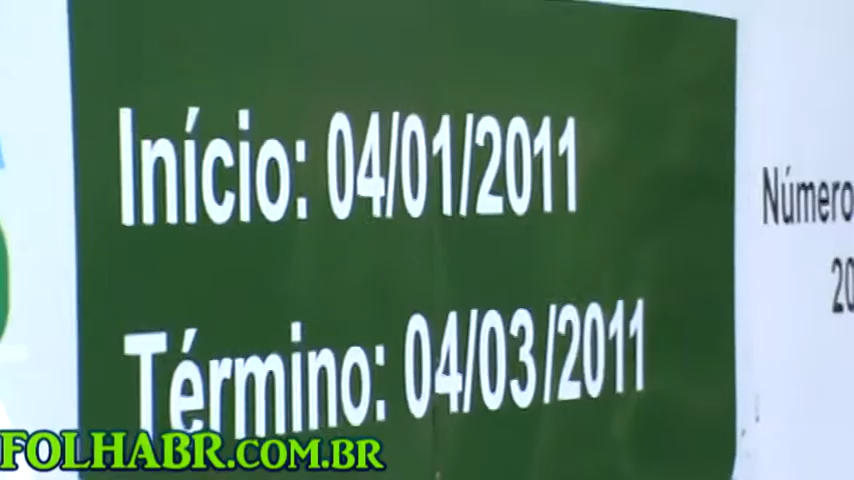 Início: 04/01/2011
Término: 04/03/2011
Número
20
FOLHABR.COM.BR